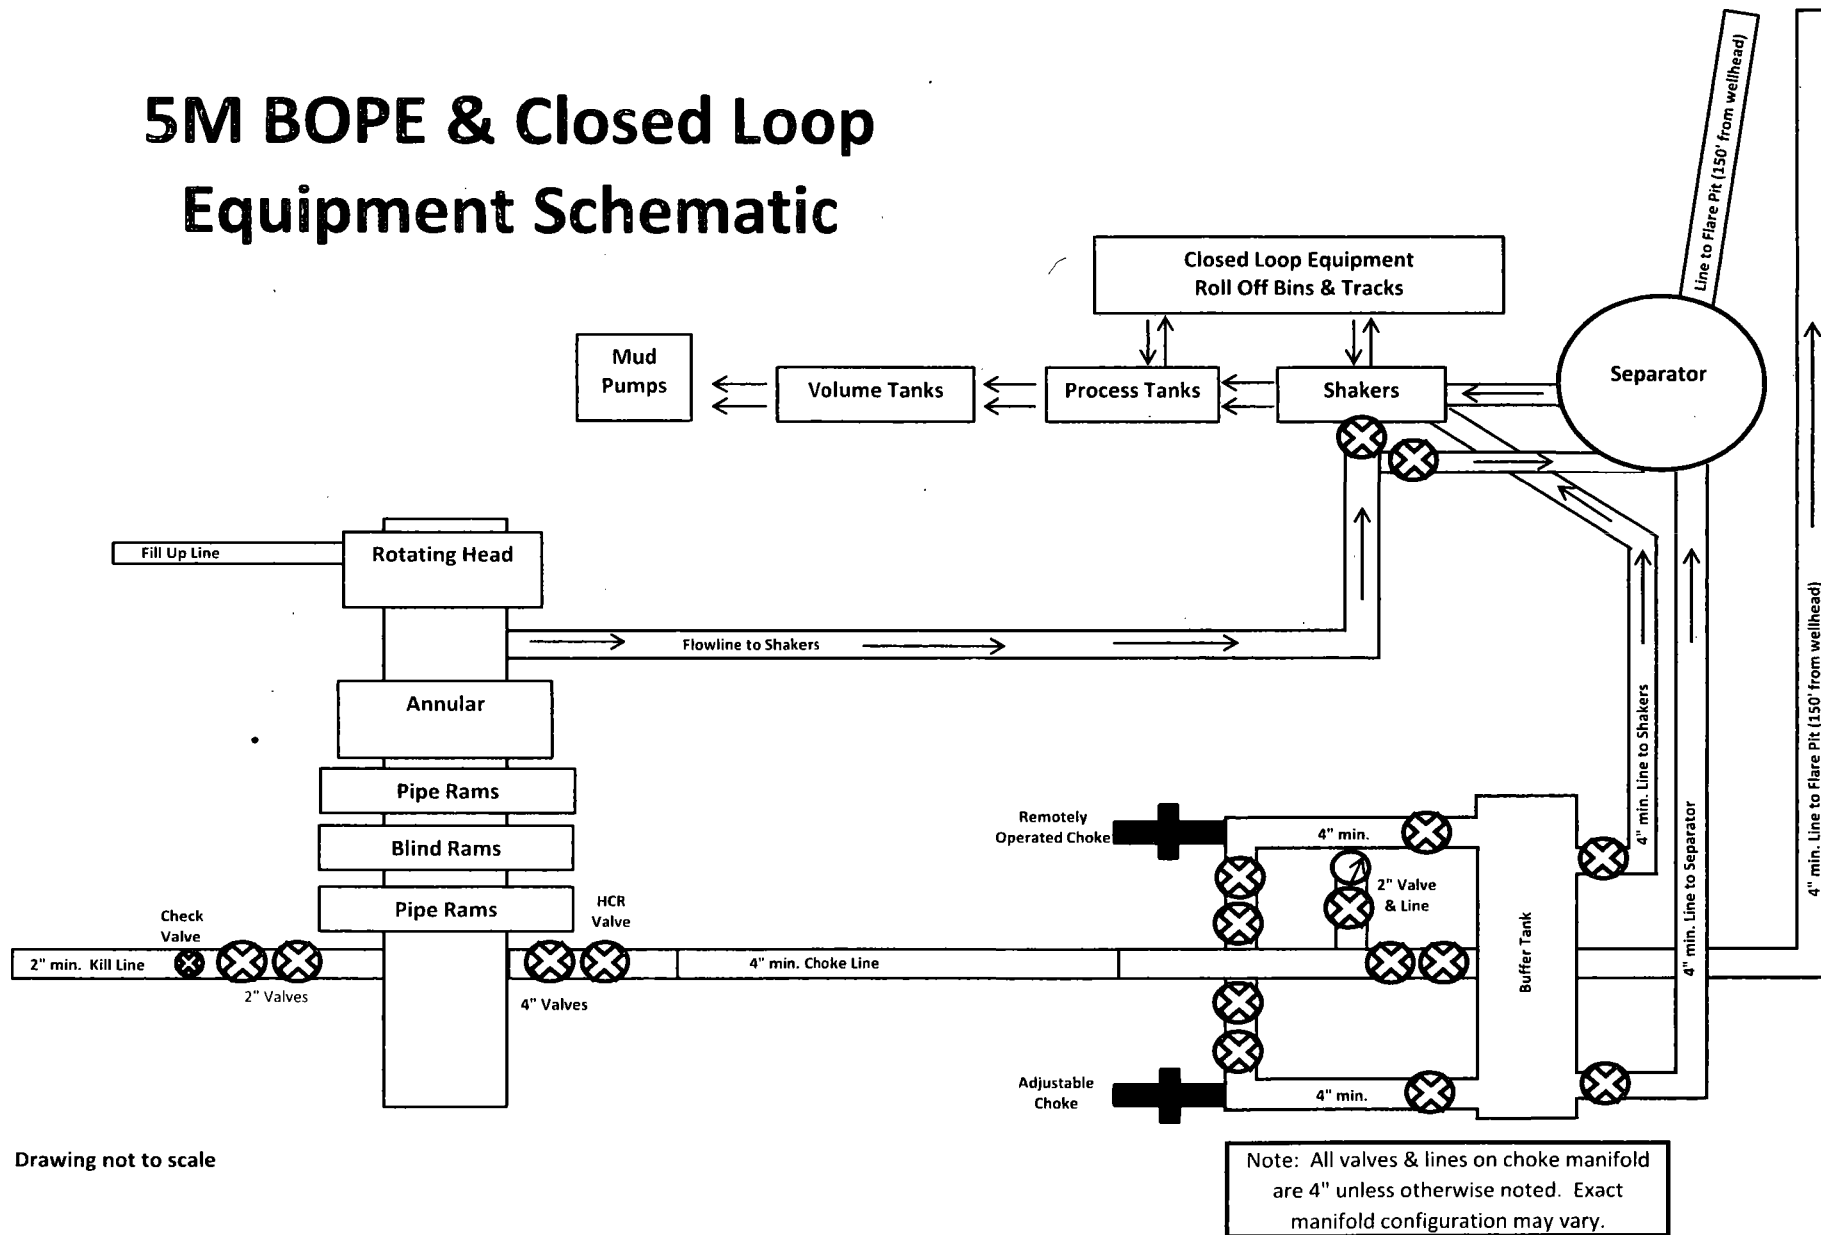 5M BOPE & Closed Loop
Equipment Schematic
Line to Flare Pit (150' from wellhead)
Closed Loop Equipment
Roll Off Bins & Tracks
Mud
Pumps
Volume Tanks
Process Tanks
Shakers
Separator
Fill Up Line
Rotating Head
Flowline to Shakers
Annular
Pipe Rams
Blind Rams
Pipe Rams
Check
Valve
HCR
Valve
2" min. Kill Line
2" Valves
4" Valves
4" min. Choke Line
Remotely
Operated Choke
4" min.
2" Valve
& Line
Adjustable
Choke
4" min.
Buffer Tank
4" min. Line to Shakers
4" min. Line to Separator
4" min. Line to Flare Pit (150' from wellhead)
Drawing not to scale
Note: All valves & lines on choke manifold
are 4" unless otherwise noted. Exact
manifold configuration may vary.